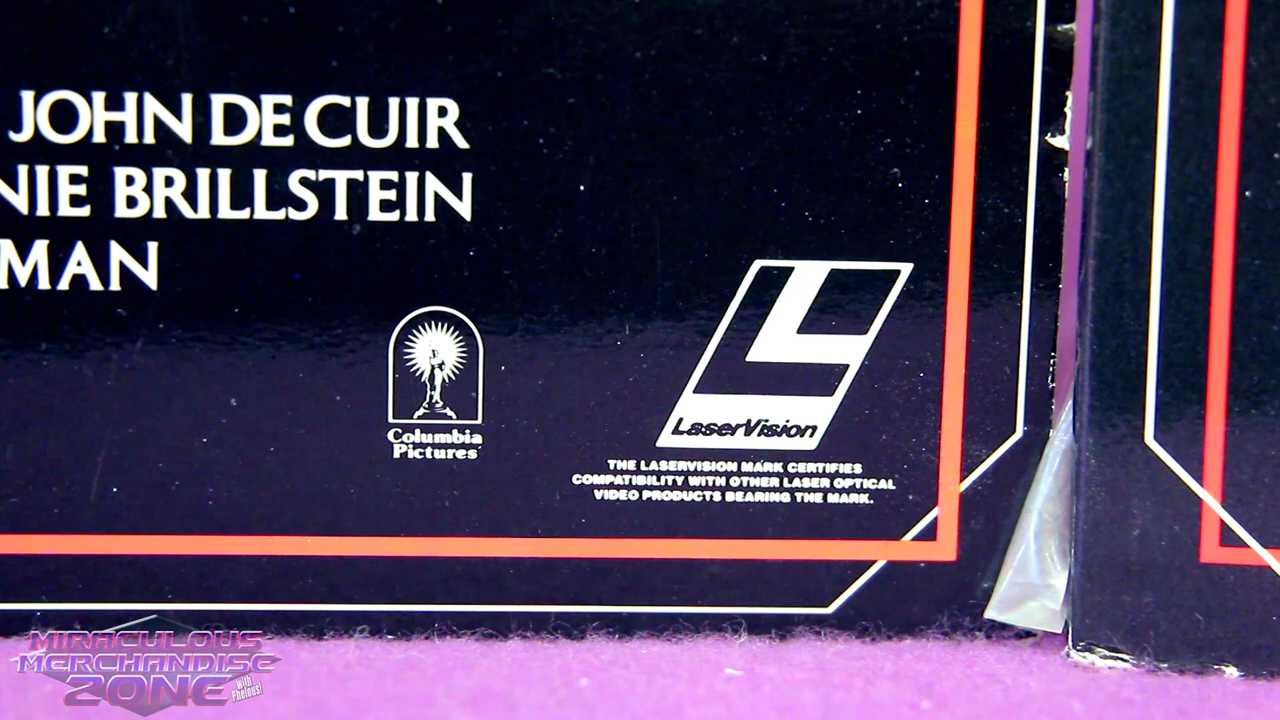 JOHN DE CUIR
NIE BRILLSTEIN
MAN
Columbia
Pictures
LaserVision
THE LASERVISION MARK CERTIFIES
COMPATIBILITY WITH OTHER LASER OPTICAL
VIDEO PRODUCTS BEARING THE MARK.
MIRACULOUS
MERCHANDISE
ZONE
with
Phelous!